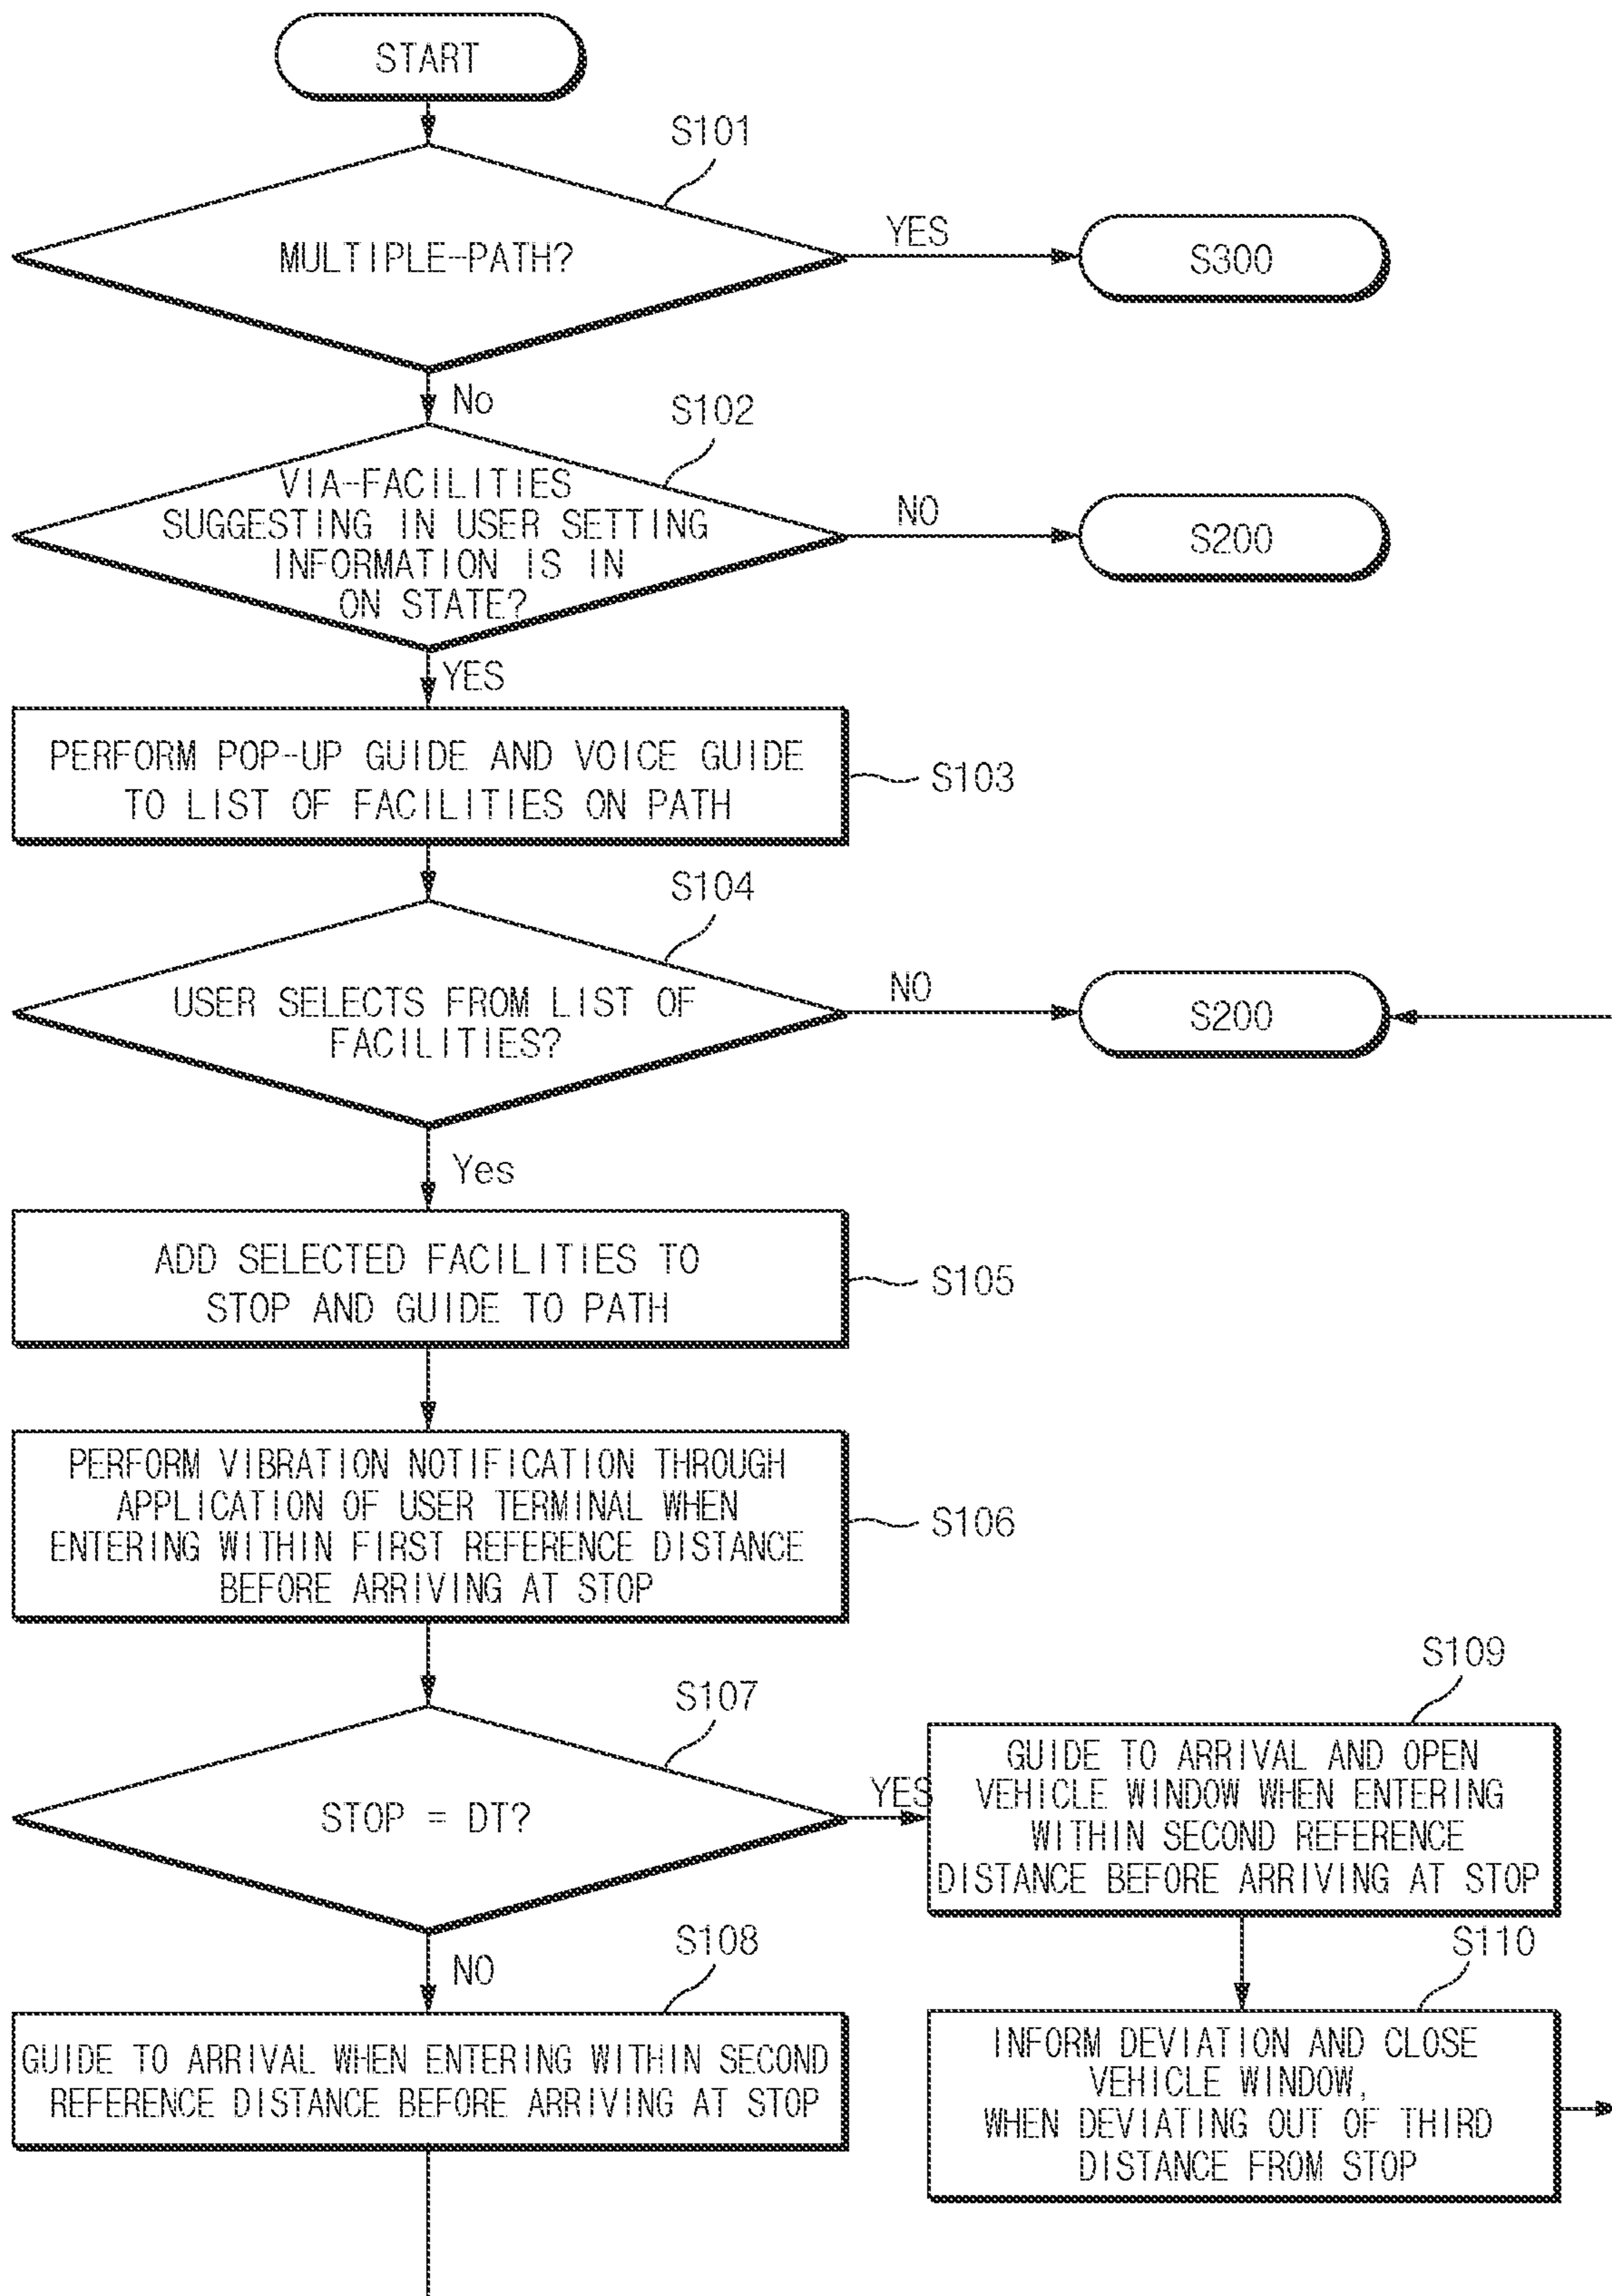 START
S101
MULTIPLE-PATH?
YES
S300
No
S102
VIA-FACILITIES
SUGGESTING IN USER SETTING
INFORMATION IS IN
ON STATE?
NO
S200
YES
PERFORM POP-UP GUIDE AND VOICE GUIDE
TO LIST OF FACILITIES ON PATH
S103
S104
USER SELECTS FROM LIST OF
FACILITIES?
NO
S200
Yes
ADD SELECTED FACILITIES TO
STOP AND GUIDE TO PATH
S105
PERFORM VIBRATION NOTIFICATION THROUGH
APPLICATION OF USER TERMINAL WHEN
ENTERING WITHIN FIRST REFERENCE DISTANCE
BEFORE ARRIVING AT STOP
S106
S107
STOP = DT?
YES
S109
GUIDE TO ARRIVAL AND OPEN
VEHICLE WINDOW WHEN ENTERING
WITHIN SECOND REFERENCE
DISTANCE BEFORE ARRIVING AT STOP
NO
S108
GUIDE TO ARRIVAL WHEN ENTERING WITHIN SECOND
REFERENCE DISTANCE BEFORE ARRIVING AT STOP
S110
INFORM DEVIATION AND CLOSE
VEHICLE WINDOW,
WHEN DEVIATING OUT OF THIRD
DISTANCE FROM STOP